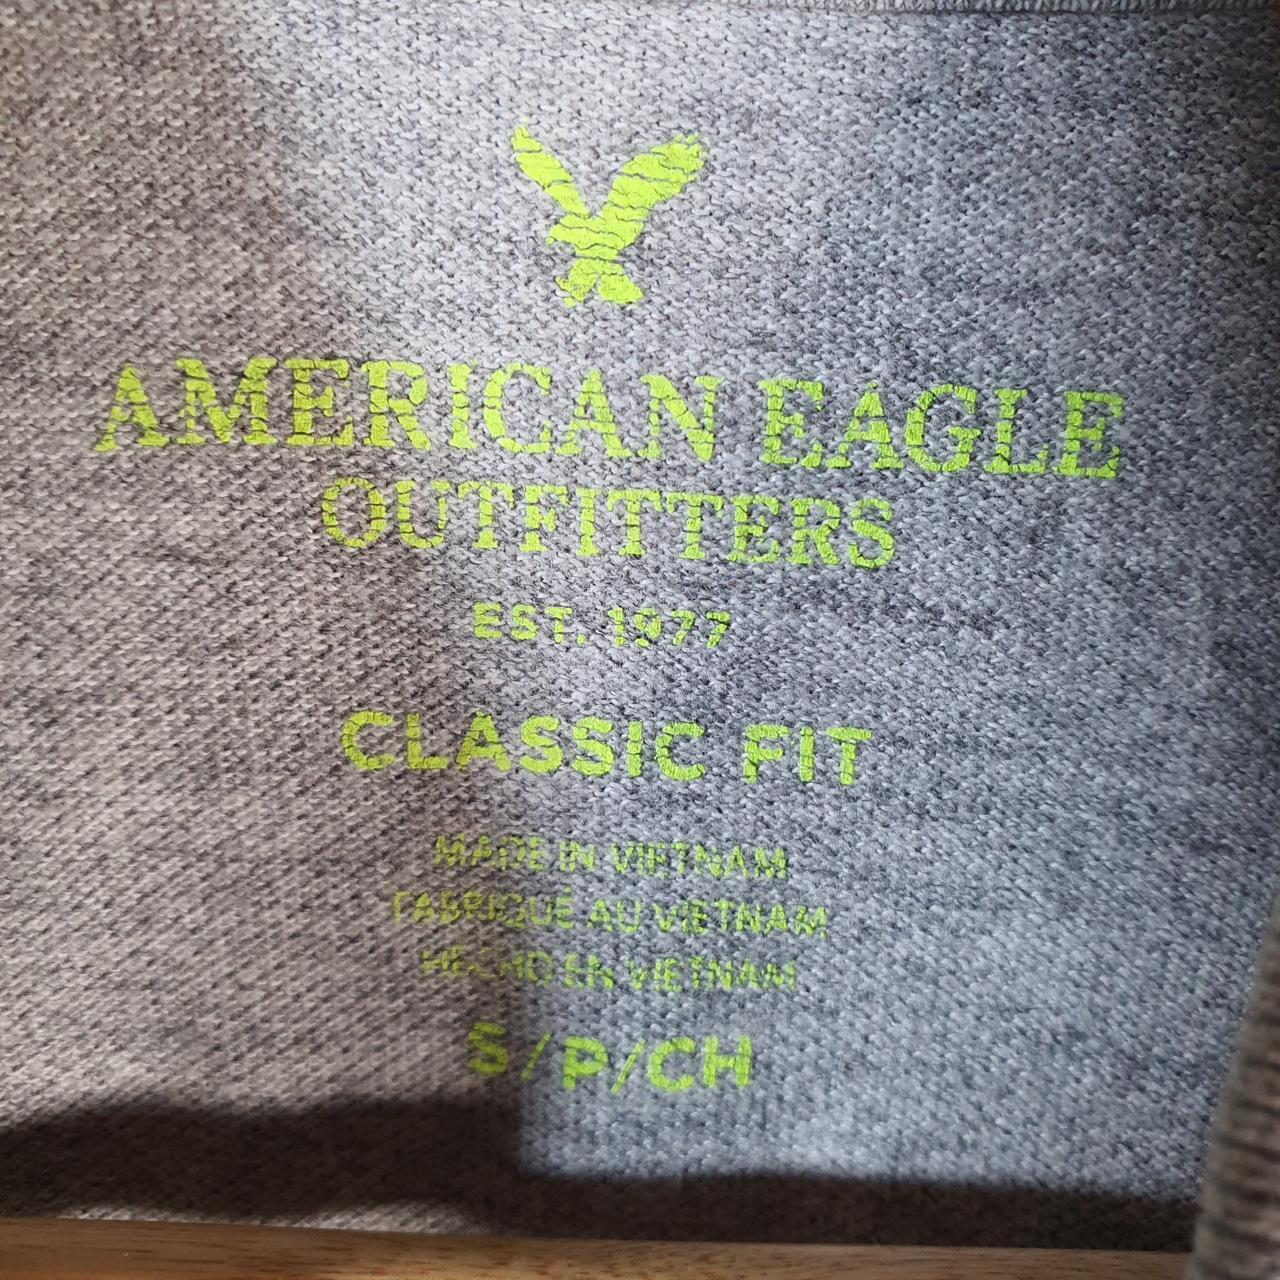 AMERICAN EAGLE
OUTFITTERS
EST. 1977
CLASSIC FIT
MADE IN VIETNAM
FABRIQUÉ AU VIETNAM
HECHO EN VIETNAM
S/P/CH